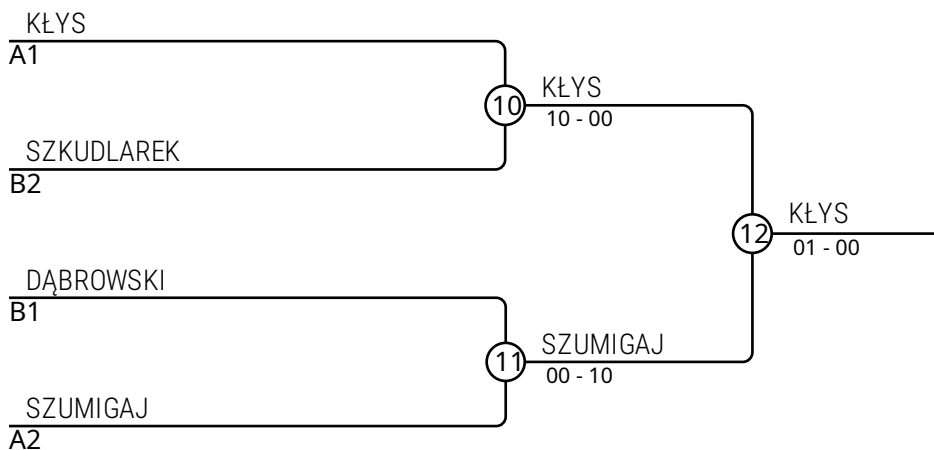 KŁYS
A1
10
KŁYS
10 - 00
SZKUDLAREK
B2
12
KŁYS
01 - 00
DĄBROWSKI
B1
11
SZUMIGAJ
00 - 10
SZUMIGAJ
A2